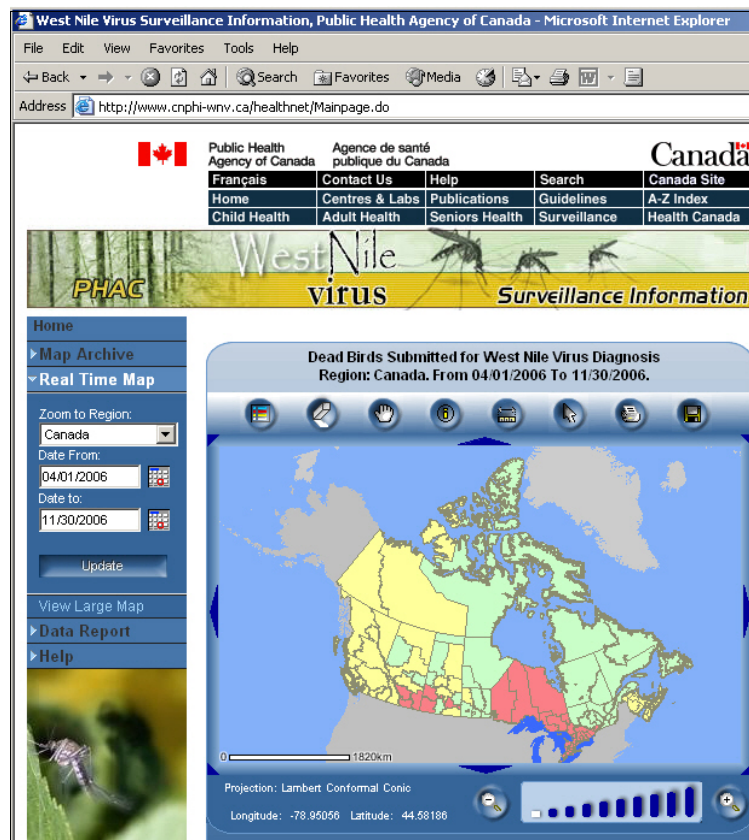 West Nile Virus Surveillance Information, Public Health Agency of Canada - Microsoft Internet Explorer
File Edit View Favorites Tools Help
Back Search Favorites Media
Address http://www.cnphi-wnv.ca/healthnet/Mainpage.do
Public Health Agence de santé Canada
Agency of Canada publique du Canada
Français Contact Us Help Search Canada Site
Home Centres & Labs Publications Guidelines A-Z Index
Child Health Adult Health Seniors Health Surveillance Health Canada
West Nile
PHAC virus Surveillance Information
Home
Map Archive
Real Time Map
Zoom to Region:
Canada
Date From:
04/01/2006
Date to:
11/30/2006
Update
View Large Map
Data Report
Help
Dead Birds Submitted for West Nile Virus Diagnosis
Region: Canada. From 04/01/2006 To 11/30/2006.
0 1820km
Projection: Lambert Conformal Conic
Longitude: -78.95056 Latitude: 44.58186